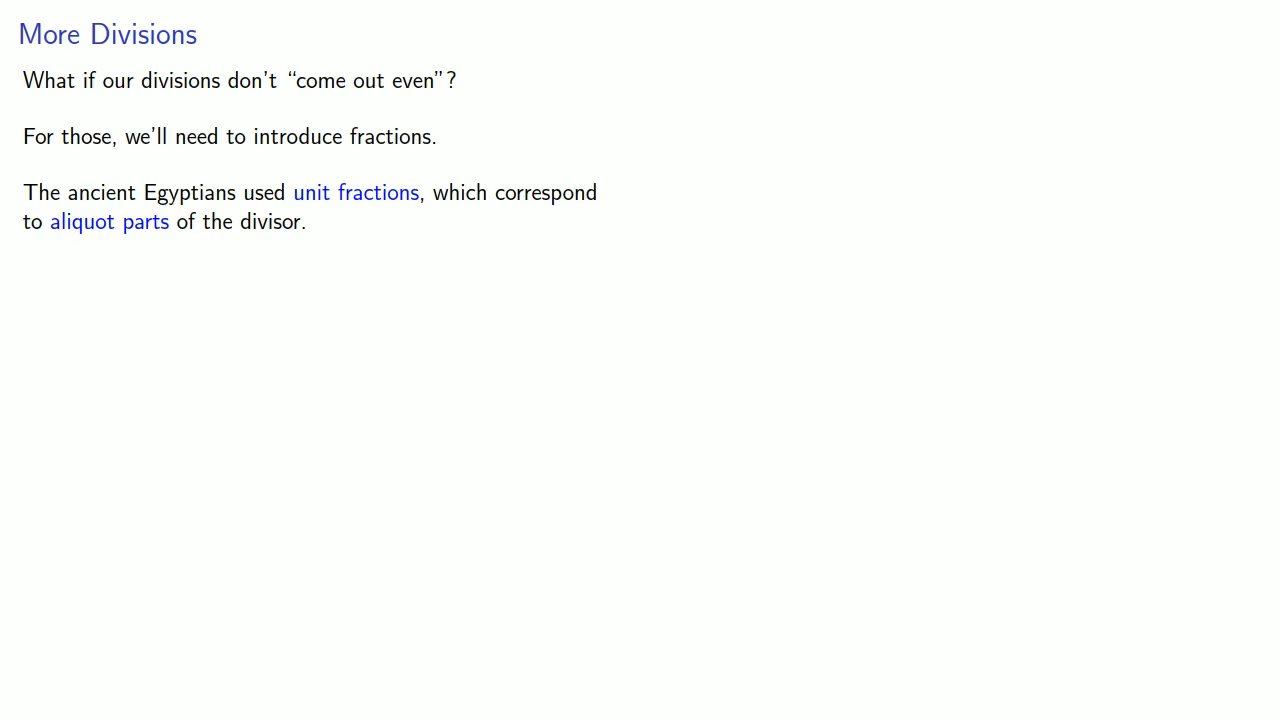 More Divisions
What if our divisions don't “come out even”?
For those, we'll need to introduce fractions.
The ancient Egyptians used unit fractions, which correspond
to aliquot parts of the divisor.